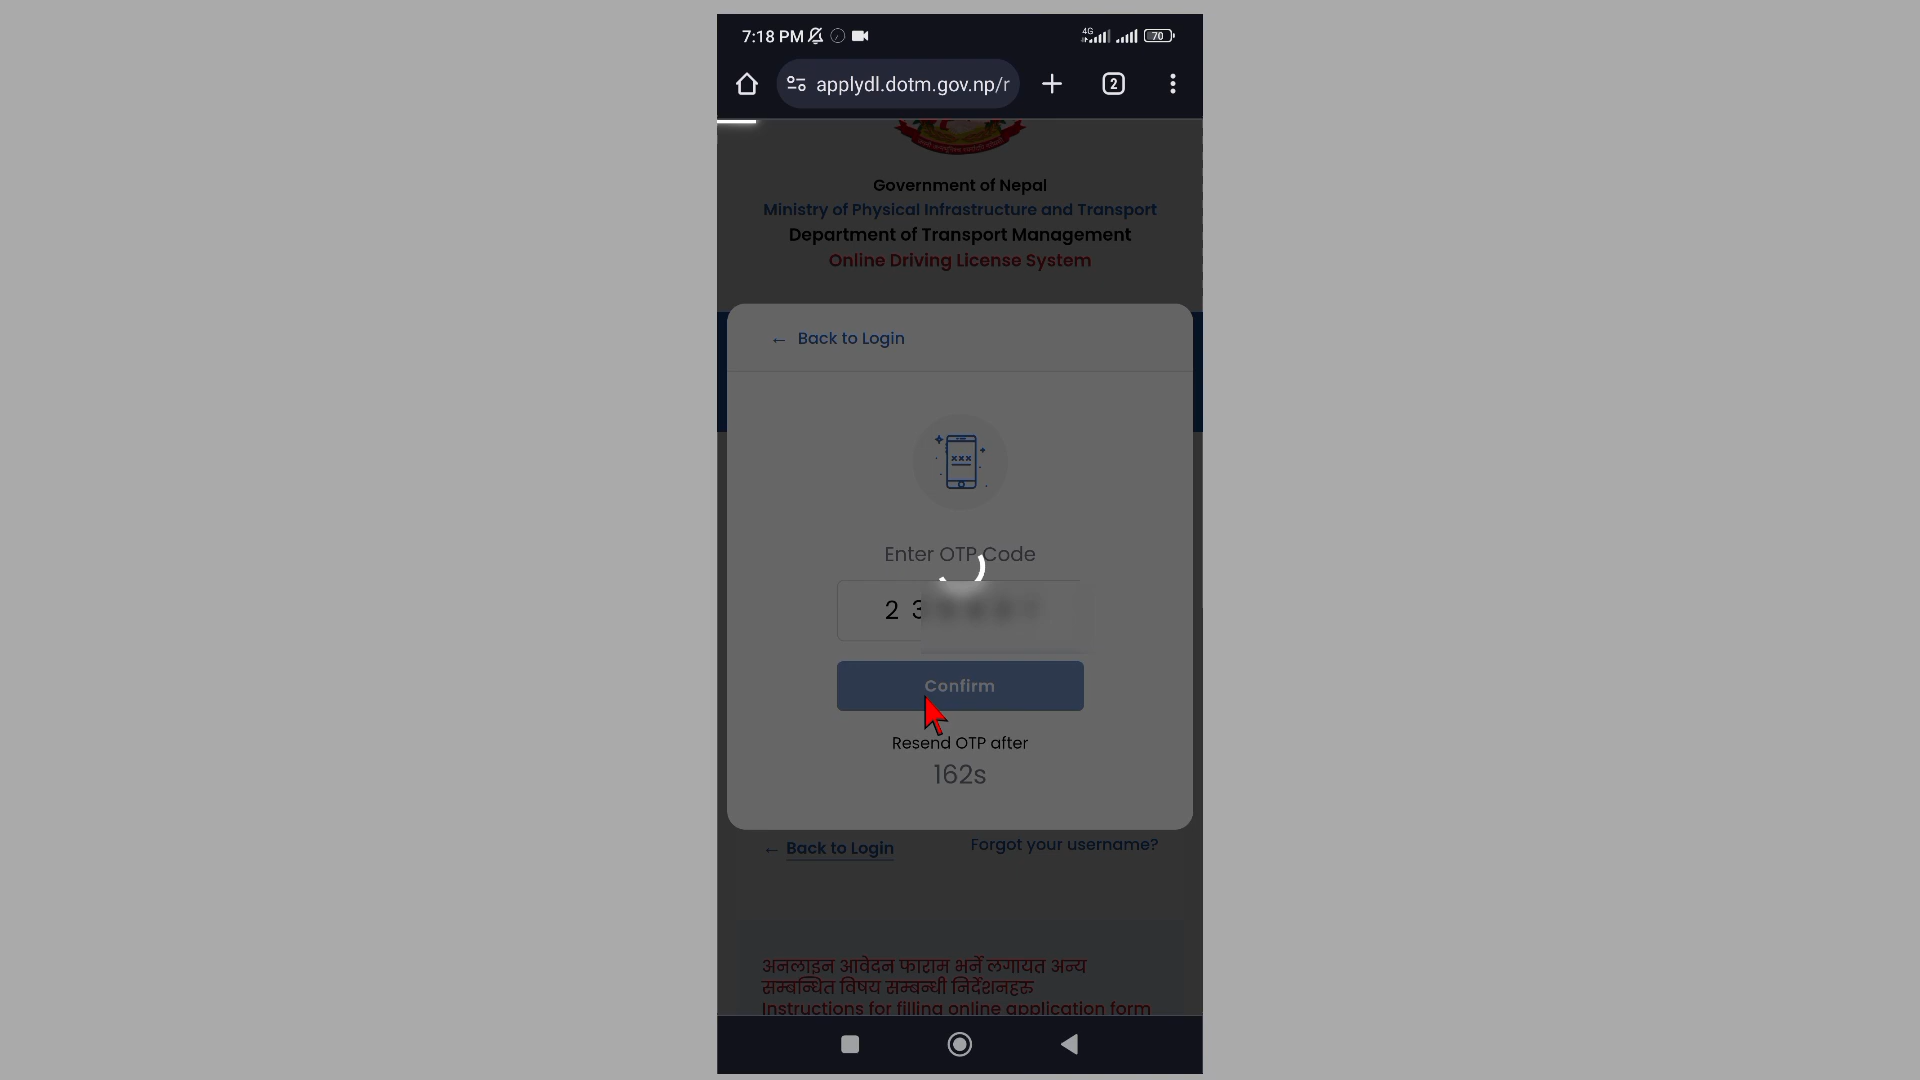 7:18 PM
4G
70
applydl.dotm.gov.np/r
2
Government of Nepal
Ministry of Physical Infrastructure and Transport
Department of Transport Management
Online Driving License System
← Back to Login
xxx
Enter OTP Code
2 3
Confirm
Resend OTP after
162s
← Back to Login
Forgot your username?
अनलाइन आवेदन फाराम भर्ने लगायत अन्य
सम्बन्धित विषय सम्बन्धी निर्देशनहरु
Instructions for filling online application form